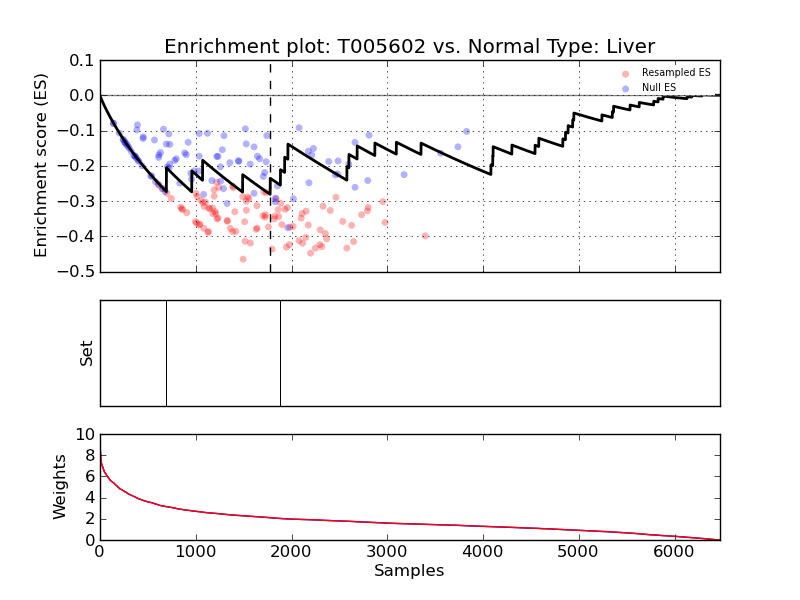 Enrichment plot: T005602 vs. Normal Type: Liver
Enrichment score (ES)
0.1
0.0
−0.1
−0.2
−0.3
−0.4
−0.5
Resampled ES
Null ES
Set
Weights
10
8
6
4
2
0
0 1000 2000 3000 4000 5000 6000
Samples